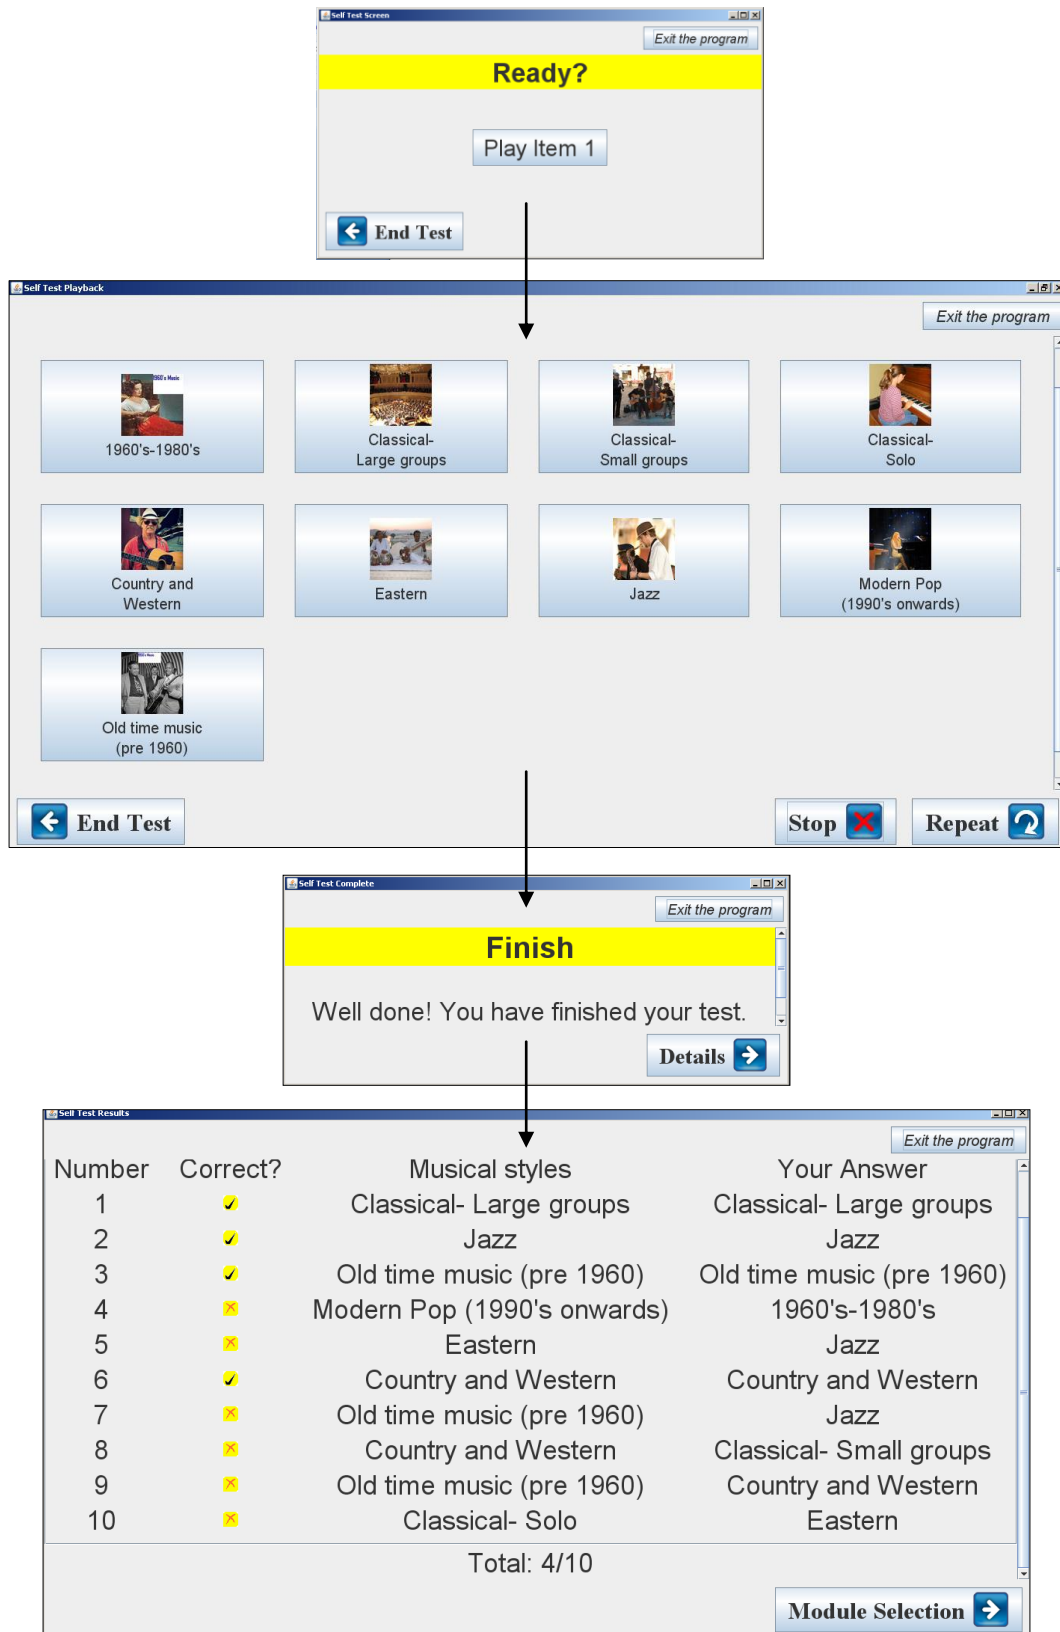 Self Test Screen
Exit the program
Ready?
Play Item 1
End Test
Self Test Playback
Exit the program
1960's Music
1960's-1980's
Classical-
Large groups
Classical-
Small groups
Classical-
Solo
Country and
Western
Eastern
Jazz
Modern Pop
(1990's onwards)
Old time music
(pre 1960)
End Test
Stop
Repeat
Self Test Complete
Exit the program
Finish
Well done! You have finished your test.
Details
Self Test Results
Exit the program
Number Correct? Musical styles Your Answer
1 Classical- Large groups Classical- Large groups
2 Jazz Jazz
3 Old time music (pre 1960) Old time music (pre 1960)
4 Modern Pop (1990's onwards) 1960's-1980's
5 Eastern Jazz
6 Country and Western Country and Western
7 Old time music (pre 1960) Jazz
8 Country and Western Classical- Small groups
9 Old time music (pre 1960) Country and Western
10 Classical- Solo Eastern
Total: 4/10
Module Selection